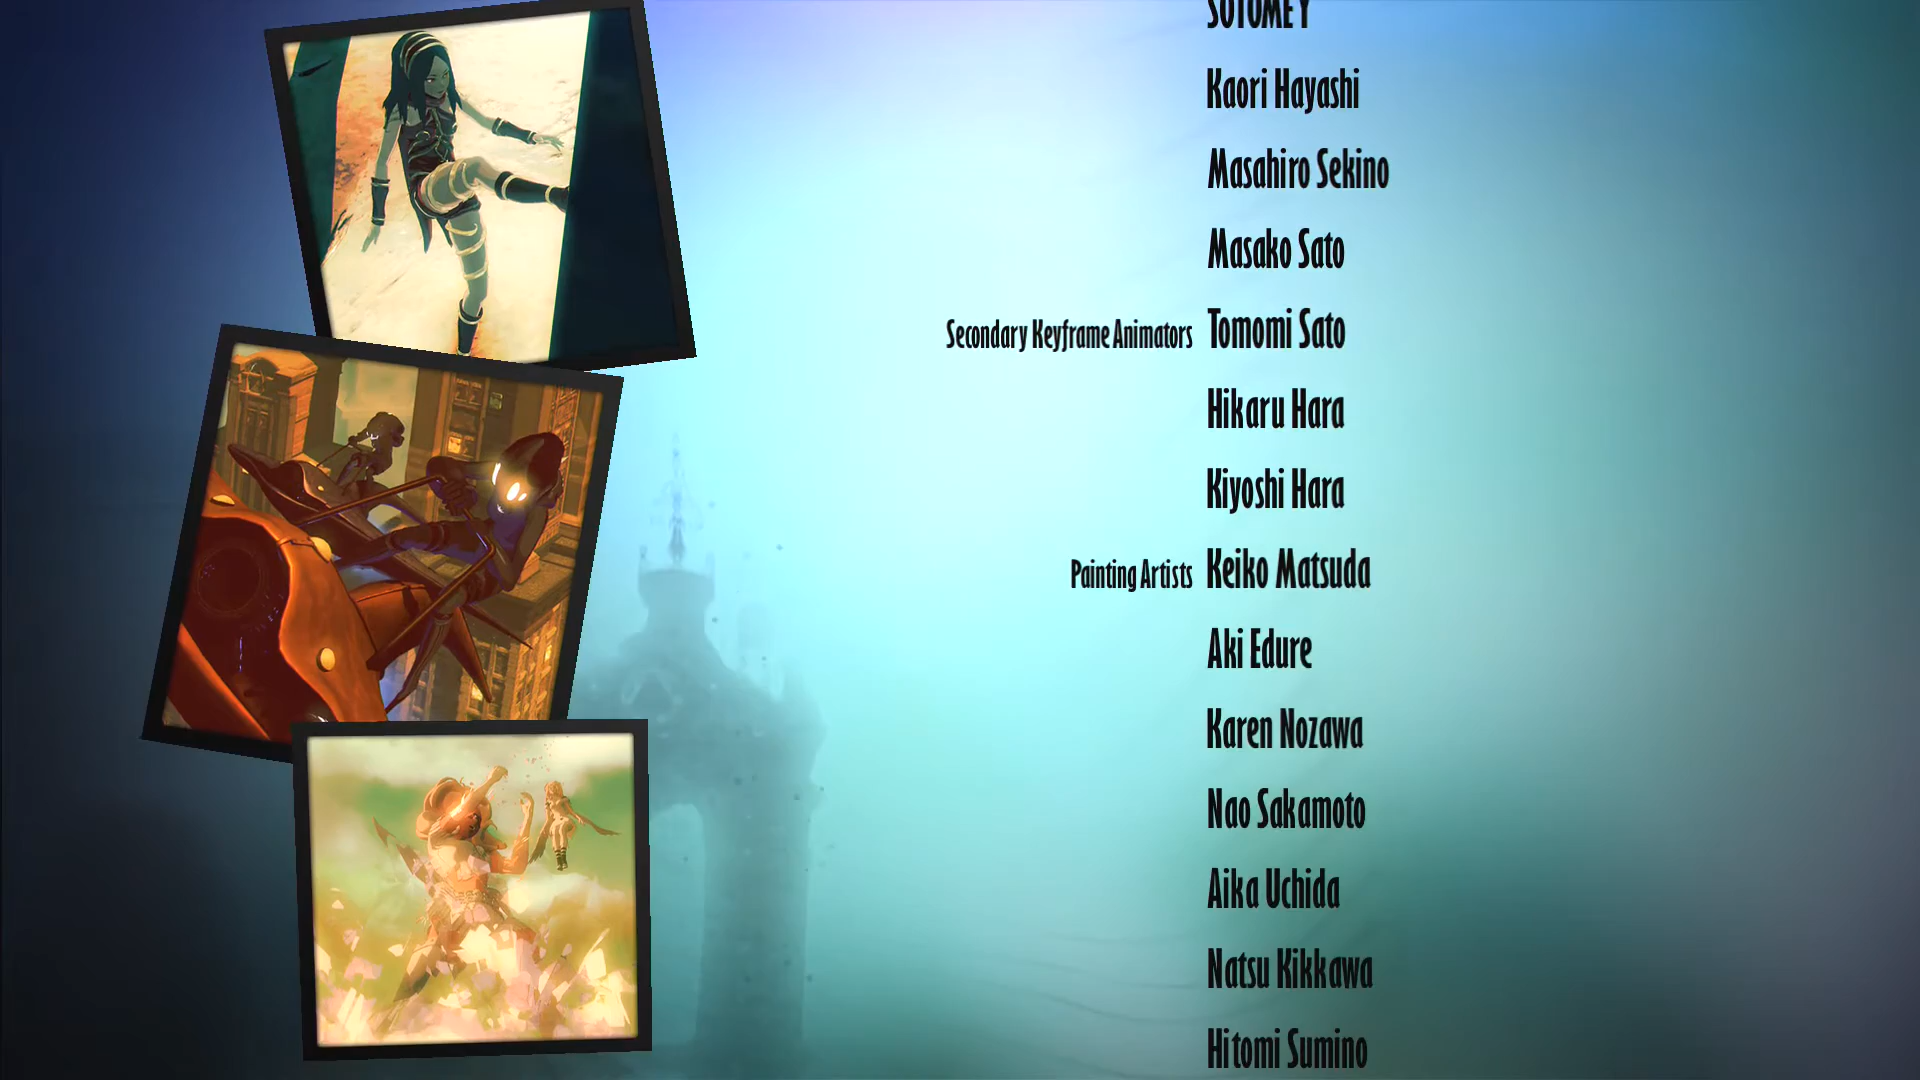 SOTOME Y
Kaori Hayashi
Masahiro Sekino
Masako Sato
Secondary Keyframe Animators Tomomi Sato
Hikaru Hara
Kiyoshi Hara
Painting Artists Keiko Matsuda
Aki Edure
Karen Nozawa
Nao Sakamoto
Aika Uchida
Natsu Kikkawa
Hitomi Sumino